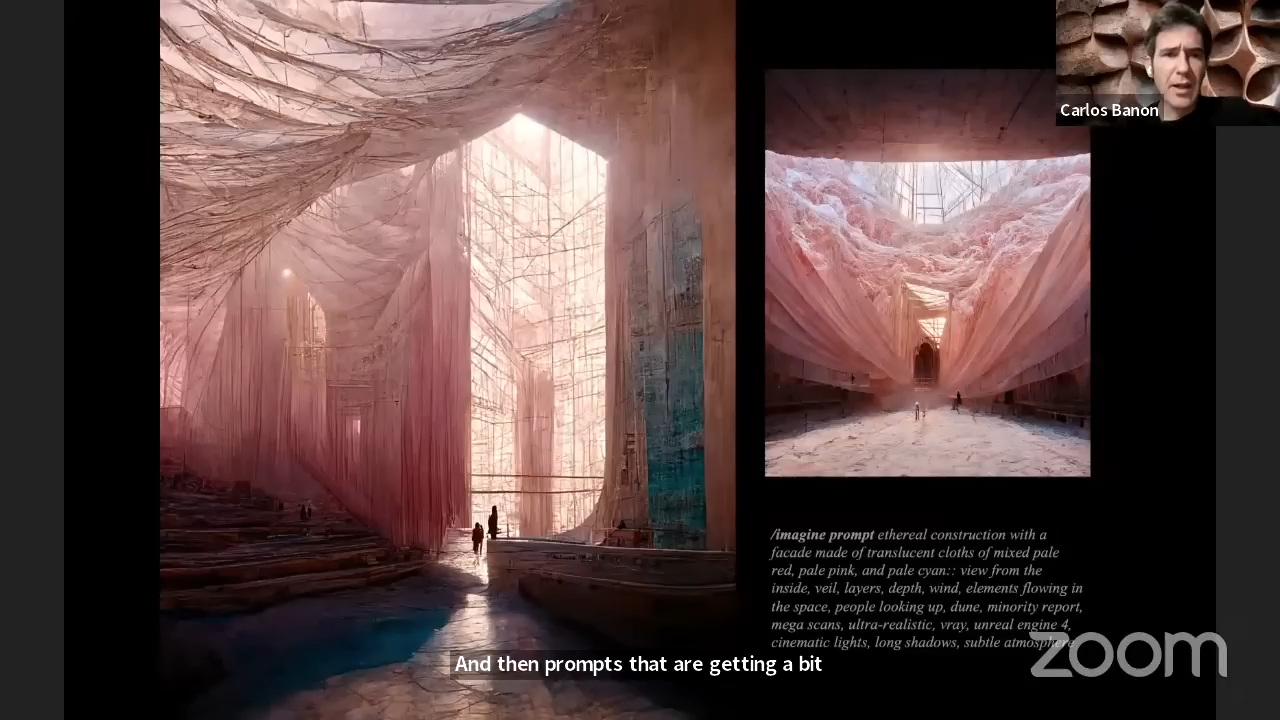 Carlos Banon
/imagine prompt ethereal construction with a
facade made of translucent cloths of mixed pale
red, pale pink, and pale cyan:: view from the
inside, veil, layers, depth, wind, elements flowing in
the space, people looking up, dune, minority report,
mega scans, ultra-realistic, vray, unreal engine 4,
cinematic lights, long shadows, subtle atmosphere
zoom
And then prompts that are getting a bit